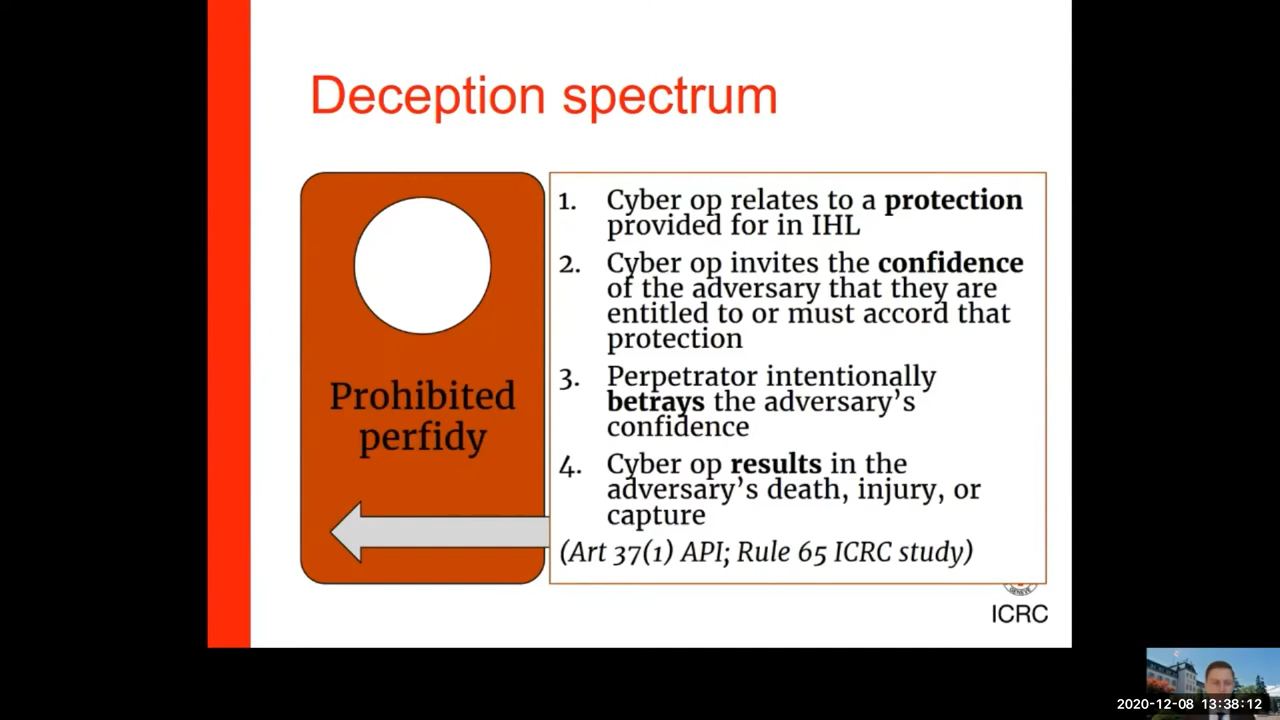 Deception spectrum
Prohibited
perfidy
1. Cyber op relates to a protection
provided for in IHL
2. Cyber op invites the confidence
of the adversary that they are
entitled to or must accord that
protection
3. Perpetrator intentionally
betrays the adversary's
confidence
4. Cyber op results in the
adversary's death, injury, or
capture
(Art 37(1) API; Rule 65 ICRC study)
GENEVE
ICRC
2020-12-08 13:38:12